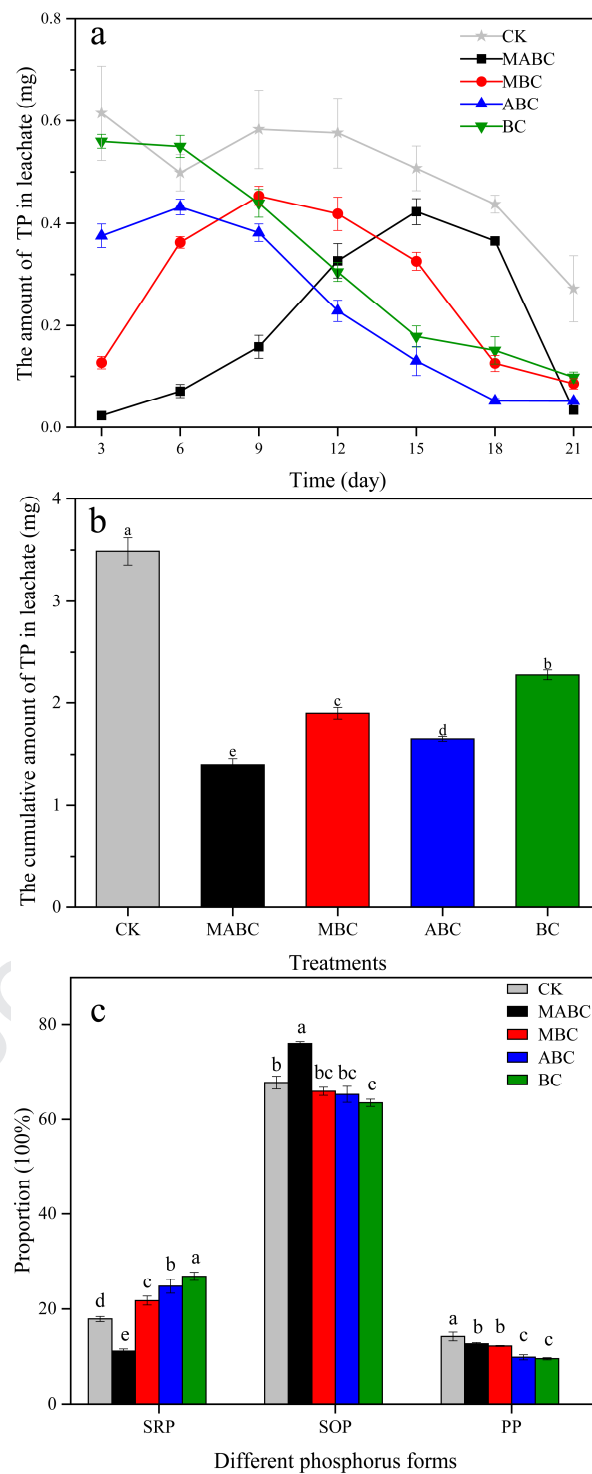 a
CK
MABC
MBC
ABC
BC
The amount of TP in leachate (mg)
0.8
0.6
0.4
0.2
0.0
3 6 9 12 15 18 21
Time (day)
b
The cumulative amount of TP in leachate (mg)
4
3
2
1
0
a
e
c
d
b
CK MABC MBC ABC BC
Treatments
c
CK
MABC
MBC
ABC
BC
Proportion (100%)
80
60
40
20
0
d e c b a
b a bc bc c
a b b c c
SRP SOP PP
Different phosphorus forms